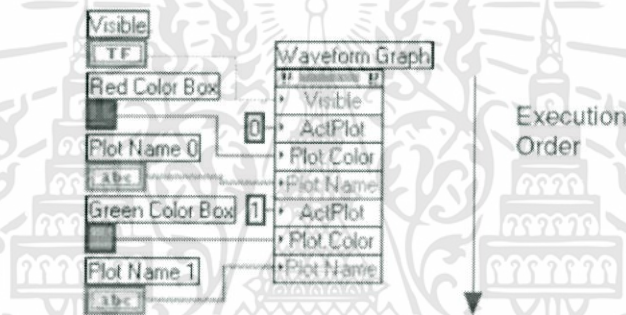 Visible
TF
Waveform Graph
Red Color Box
Visible
0
ActPlot
Plot Name 0
Plot.Color
abc
Plot.Name
Green Color Box
1
ActPlot
Plot.Color
Plot Name 1
Plot.Name
abc
Execution
Order